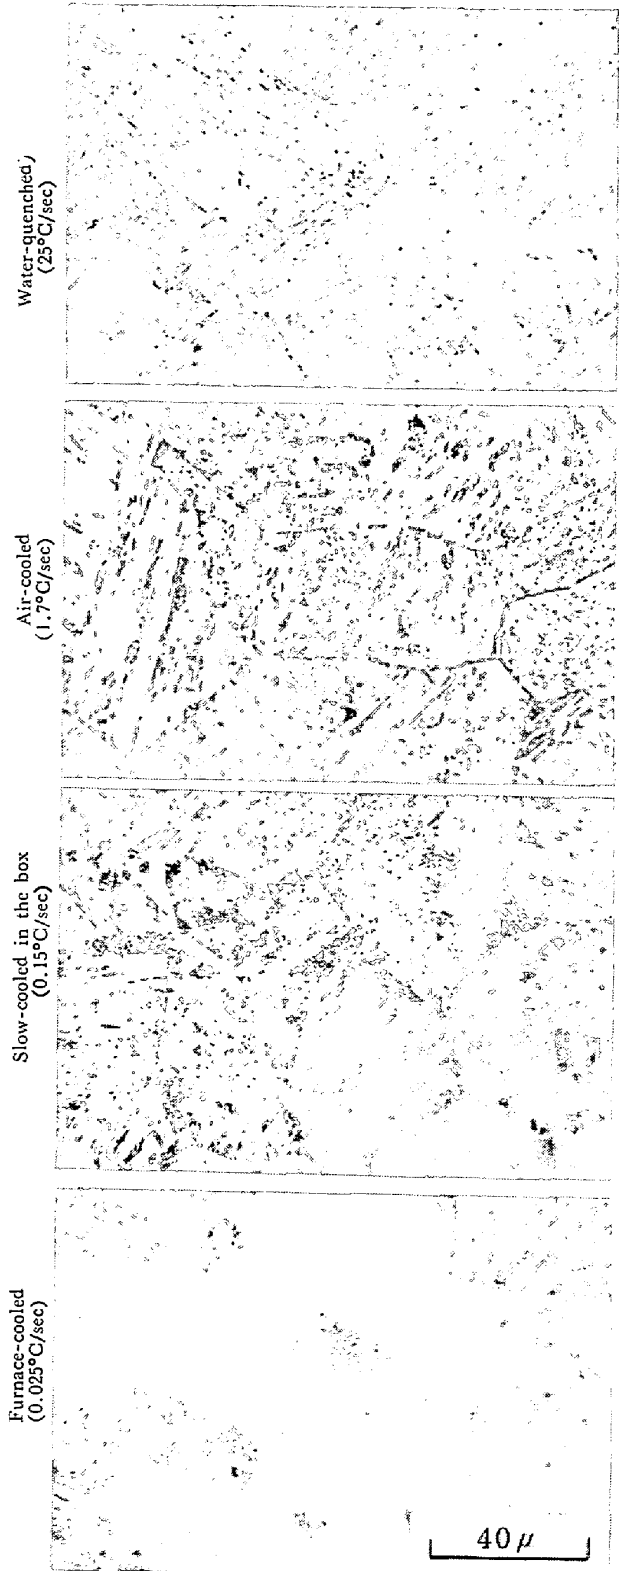 Water-quenched
(25°C/sec)
Air-cooled
(1.7°C/sec)
Slow-cooled in the box
(0.15°C/sec)
Furnace-cooled
(0.025°C/sec)
40 μ